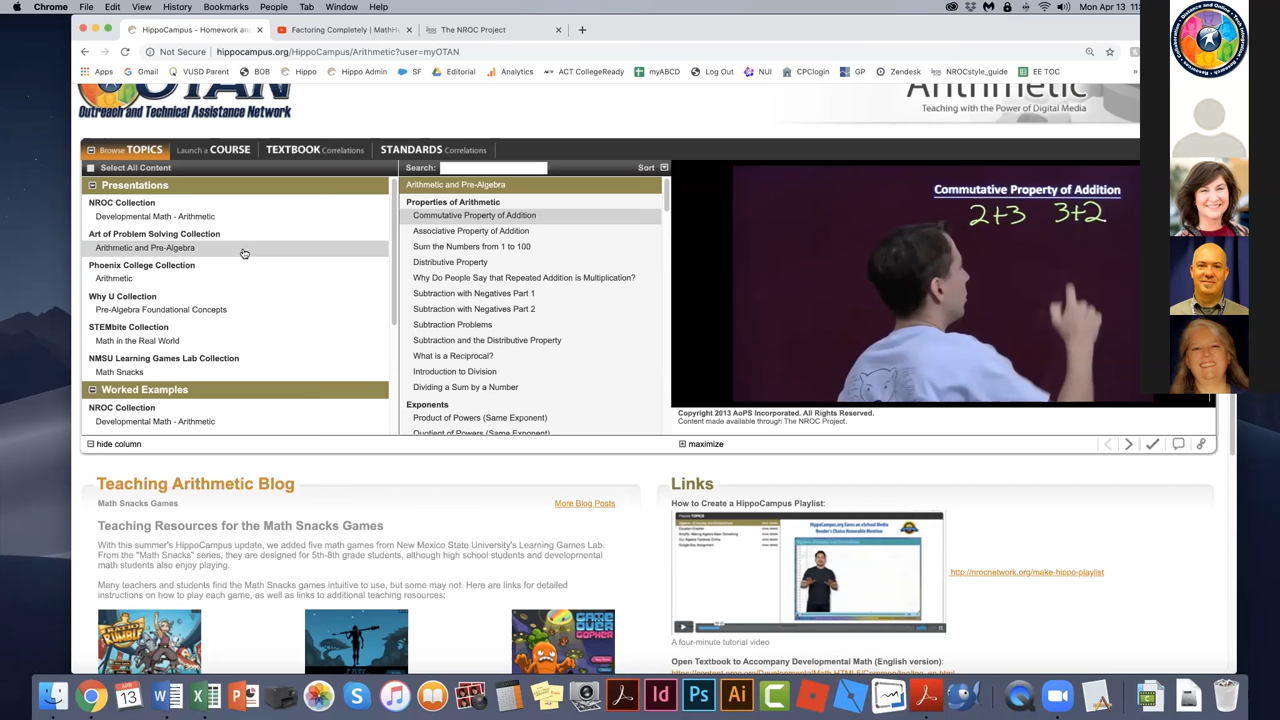 Chrome File Edit View History Bookmarks People Tab Window Help
Mon Apr 13
HippoCampus - Homework an
Factoring Completely | MathH
The NROC Project
Not Secure | hippocampus.org/HippoCampus/Arithmetic?user=myOTAN
Apps Gmail VUSD Parent BOB Hippo Hippo Admin SF Editorial Analytics ACT CollegeReady myABCD Log Out NUI CPClogin GP Zendesk NROCstyle_guide EE TOC
OTAN
Outreach and Technical Assistance Network
Arithmetic
Teaching with the Power of Digital Media
Browse TOPICS Launch a COURSE TEXTBOOK Correlations STANDARDS Correlations
Select All Content
Presentations
NROC Collection
Developmental Math - Arithmetic
Art of Problem Solving Collection
Arithmetic and Pre-Algebra
Phoenix College Collection
Arithmetic
Why U Collection
Pre-Algebra Foundational Concepts
STEMbite Collection
Math in the Real World
NMSU Learning Games Lab Collection
Math Snacks
Worked Examples
NROC Collection
Developmental Math - Arithmetic
Search: Sort
Arithmetic and Pre-Algebra
Properties of Arithmetic
Commutative Property of Addition
Associative Property of Addition
Sum the Numbers from 1 to 100
Distributive Property
Why Do People Say that Repeated Addition is Multiplication?
Subtraction with Negatives Part 1
Subtraction with Negatives Part 2
Subtraction Problems
Subtraction and the Distributive Property
What is a Reciprocal?
Introduction to Division
Dividing a Sum by a Number
Exponents
Product of Powers (Same Exponent)
Quotient of Powers (Same Exponent)
Commutative Property of Addition
2+3 3+2
Copyright 2013 AoPS Incorporated. All Rights Reserved.
Content made available through The NROC Project.
hide column
maximize
Teaching Arithmetic Blog
Math Snacks Games
More Blog Posts
Teaching Resources for the Math Snacks Games
With the summer HippoCampus update, we added five math games from New Mexico State University's Learning Games Lab.
From the "Math Snacks" series, they are designed for 5th-8th grade students, although high school students and developmental
math students also enjoy playing.
Many teachers and students find the Math Snacks games intuitive to use, but some may not. Here are links for detailed
instructions on how to play each game, as well as links to additional teaching resources:
GAME OVER
GOPHER
Links
How to Create a HippoCampus Playlist:
http://nrocnetwork.org/make-hippo-playlist
A four-minute tutorial video
Open Textbook to Accompany Developmental Math (English version):